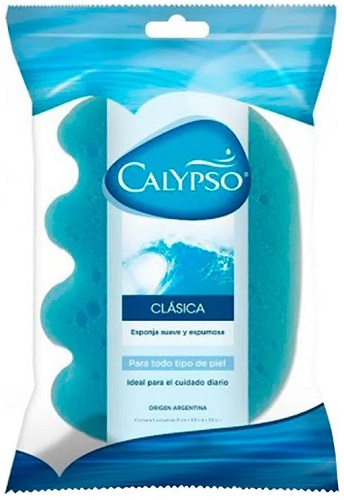 CALYPSO®
CLÁSICA
Esponja suave y espumosa
Para todo tipo de piel
Ideal para el cuidado diario
ORIGEN ARGENTINA